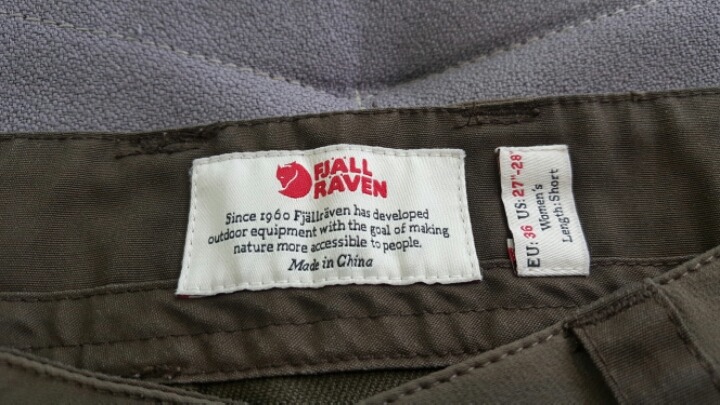 FJÄLL
RÄVEN
Since 1960 Fjällräven has developed
outdoor equipment with the goal of making
nature more accessible to people.
Made in China
EU: 36 US: 27"-28"
Women's
Length: Short